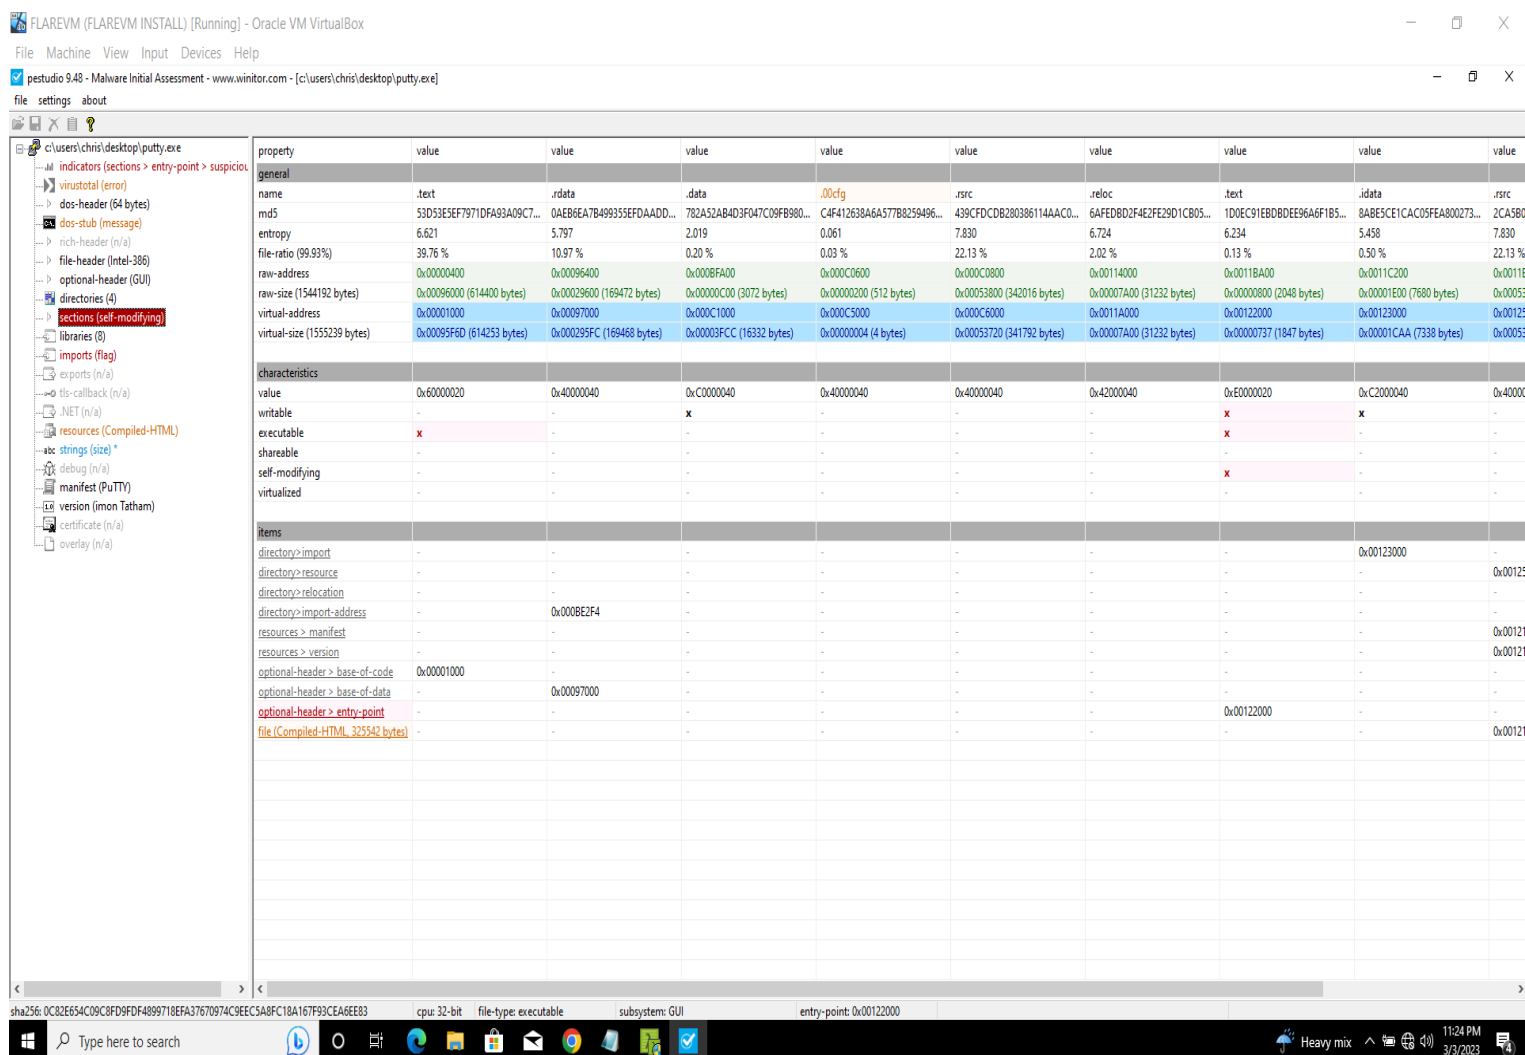 FLAREVM (FLAREVM INSTALL) [Running] - Oracle VM VirtualBox
File Machine View Input Devices Help
pestudio 9.48 - Malware Initial Assessment - www.winitor.com - [c:\users\chris\desktop\putty.exe]
file settings about
c:\users\chris\desktop\putty.exe
indicators (sections > entry-point > suspiciou
virustotal (error)
dos-header (64 bytes)
dos-stub (message)
rich-header (n/a)
file-header (Intel-386)
optional-header (GUI)
directories (4)
sections (self-modifying)
libraries (8)
imports (flag)
exports (n/a)
tls-callback (n/a)
.NET (n/a)
resources (Compiled-HTML)
abc strings (size) *
debug (n/a)
manifest (PuTTY)
1.0 version (imon Tatham)
certificate (n/a)
overlay (n/a)
property value value value value value value value value value
general
name .text .rdata .data .00cfg .rsrc .reloc .text .idata .rsrc
md5 53D53E5EF7971DFA93A09C7... 0AEB6EA7B499355EFDAADD... 782A52AB4D3F047C09FB980... C4F412638A6A577B8259496... 439CFDCDB280386114AAC0... 6AFEDBD2F4E2FE29D1CB05... 1D0EC91EBDBDEE96A6F1B5... 8ABE5CE1CAC05FEA800273... 2CA5B0
entropy 6.621 5.797 2.019 0.061 7.830 6.724 6.234 5.458 7.830
file-ratio (99.93%) 39.76 % 10.97 % 0.20 % 0.03 % 22.13 % 2.02 % 0.13 % 0.50 % 22.13 %
raw-address 0x00000400 0x00096400 0x000BFA00 0x000C0600 0x000C0800 0x00114000 0x0011BA00 0x0011C200 0x0011E
raw-size (1544192 bytes) 0x00096000 (614400 bytes) 0x00029600 (169472 bytes) 0x00000C00 (3072 bytes) 0x00000200 (512 bytes) 0x00053800 (342016 bytes) 0x00007A00 (31232 bytes) 0x00000800 (2048 bytes) 0x00001E00 (7680 bytes) 0x00053
virtual-address 0x00001000 0x00097000 0x000C1000 0x000C5000 0x000C6000 0x0011A000 0x00122000 0x00123000 0x00125
virtual-size (1555239 bytes) 0x00095F6D (614253 bytes) 0x000295FC (169468 bytes) 0x00003FCC (16332 bytes) 0x00000004 (4 bytes) 0x00053720 (341792 bytes) 0x00007A00 (31232 bytes) 0x00000737 (1847 bytes) 0x00001CAA (7338 bytes) 0x00053
characteristics
value 0x60000020 0x40000040 0xC0000040 0x40000040 0x40000040 0x42000040 0xE0000020 0xC2000040 0x40000
writable - - x - - - x x -
executable x - - - - - x - -
shareable - - - - - - - - -
self-modifying - - - - - - x - -
virtualized - - - - - - - - -
items
directory>import - - - - - - - 0x00123000 -
directory>resource - - - - - - - - 0x00125
directory>relocation - - - - - - - - -
directory>import-address - 0x000BE2F4 - - - - - - -
resources > manifest - - - - - - - - 0x00121
resources > version - - - - - - - - 0x00121
optional-header > base-of-code 0x00001000 - - - - - - - -
optional-header > base-of-data - 0x00097000 - - - - - - -
optional-header > entry-point - - - - - - 0x00122000 - -
file (Compiled-HTML, 325542 bytes) - - - - - - - - 0x00121
sha256: 0C82E654C09C8FD9FDF4899718EFA37670974C9EEC5A8FC18A167F93CEA6EE83 cpu: 32-bit file-type: executable subsystem: GUI entry-point: 0x00122000
Type here to search
Heavy mix
11:24 PM
3/3/2023
4